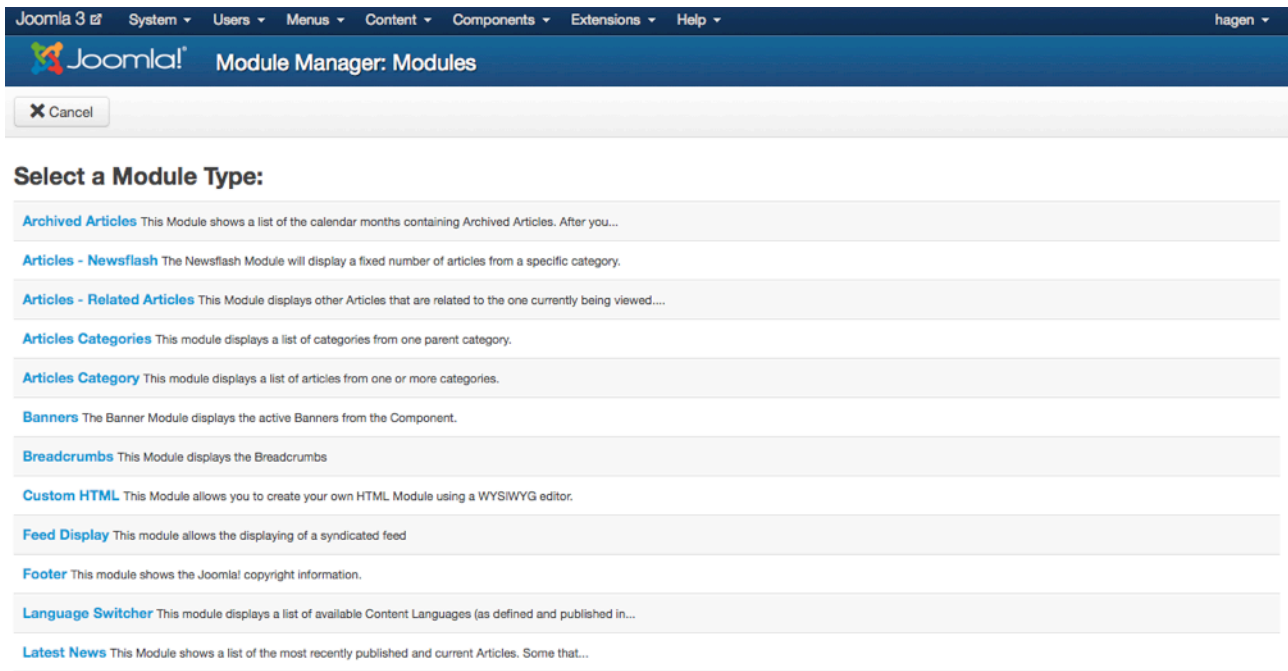 Joomla 3 System Users Menus Content Components Extensions Help hagen
Joomla!® Module Manager: Modules
Cancel
Select a Module Type:
Archived Articles This Module shows a list of the calendar months containing Archived Articles. After you...
Articles - Newsflash The Newsflash Module will display a fixed number of articles from a specific category.
Articles - Related Articles This Module displays other Articles that are related to the one currently being viewed....
Articles Categories This module displays a list of categories from one parent category.
Articles Category This module displays a list of articles from one or more categories.
Banners The Banner Module displays the active Banners from the Component.
Breadcrumbs This Module displays the Breadcrumbs
Custom HTML This Module allows you to create your own HTML Module using a WYSIWYG editor.
Feed Display This module allows the displaying of a syndicated feed
Footer This module shows the Joomla! copyright information.
Language Switcher This module displays a list of available Content Languages (as defined and published in...
Latest News This Module shows a list of the most recently published and current Articles. Some that...